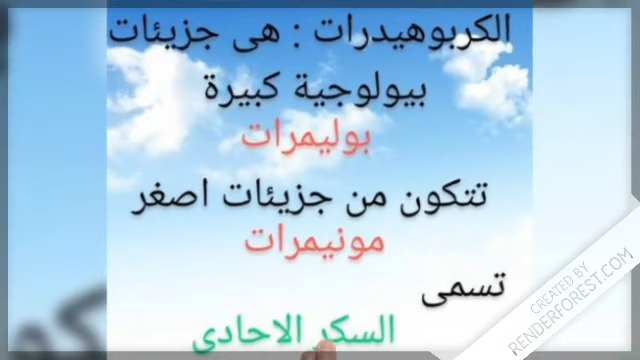 الكربوهيدرات : هى جزيئات
بيولوجية كبيرة
بوليمرات
تتكون من جزيئات اصغر
مونيمرات
تسمى
السكر الاحادى
CREATED BY
RENDERFOREST.COM